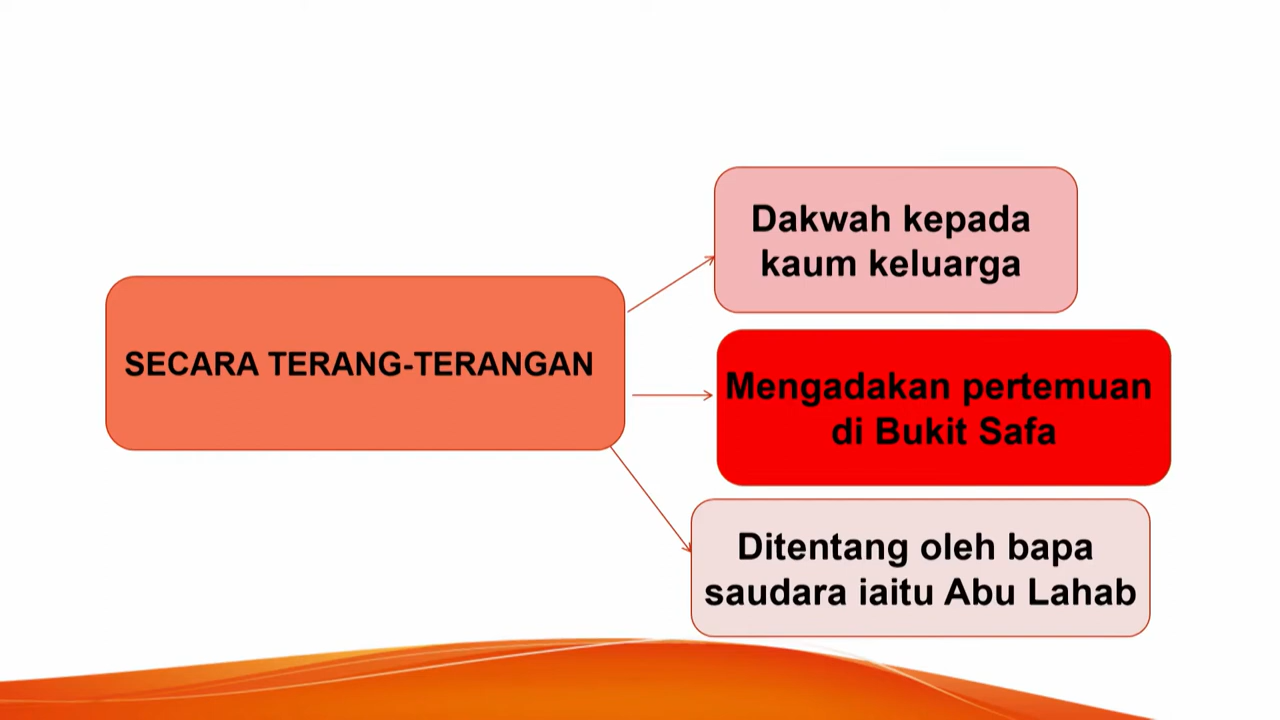 SECARA TERANG-TERANGAN
Dakwah kepada
kaum keluarga
Mengadakan pertemuan
di Bukit Safa
Ditentang oleh bapa
saudara iaitu Abu Lahab